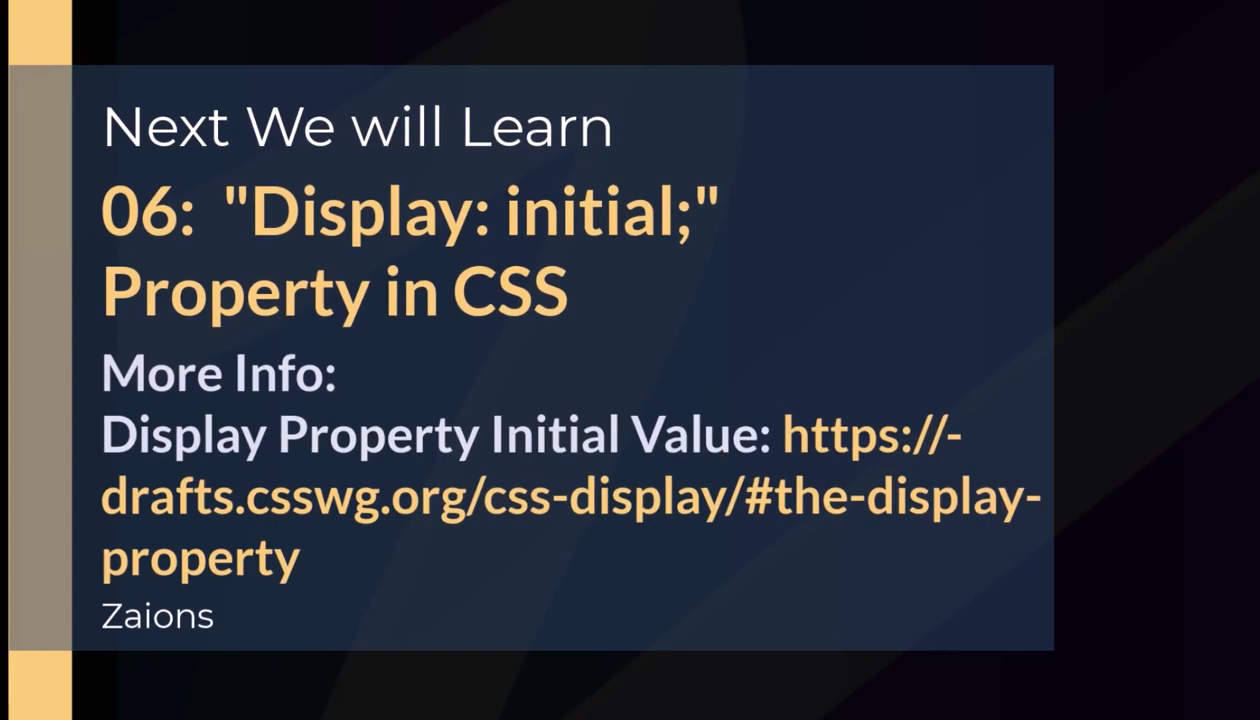 Next We will Learn
06:  "Display: initial;"
Property in CSS
More Info:
Display Property Initial Value: https://-
drafts.csswg.org/css-display/#the-display-
property
Zaions